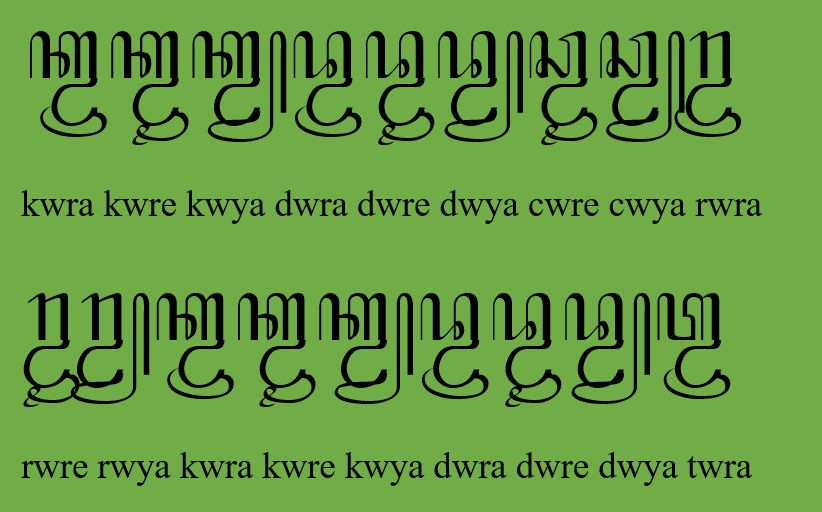 ꦏ꧀ꦮꦿꦏ꧀ꦮꦽꦏ꧀ꦮꦾꦢ꧀ꦮꦿꦢ꧀ꦮꦽꦢ꧀ꦮꦾꦕ꧀ꦮꦽꦕ꧀ꦮꦾꦫ꧀ꦮꦿ
kwra kwre kwya dwra dwre dwya cwre cwya rwra
ꦫ꧀ꦮꦽꦫ꧀ꦮꦾꦏ꧀ꦮꦿꦏ꧀ꦮꦽꦏ꧀ꦮꦾꦢ꧀ꦮꦿꦢ꧀ꦮꦽꦢ꧀ꦮꦾꦠ꧀ꦮꦿ
rwre rwya kwra kwre kwya dwra dwre dwya twra